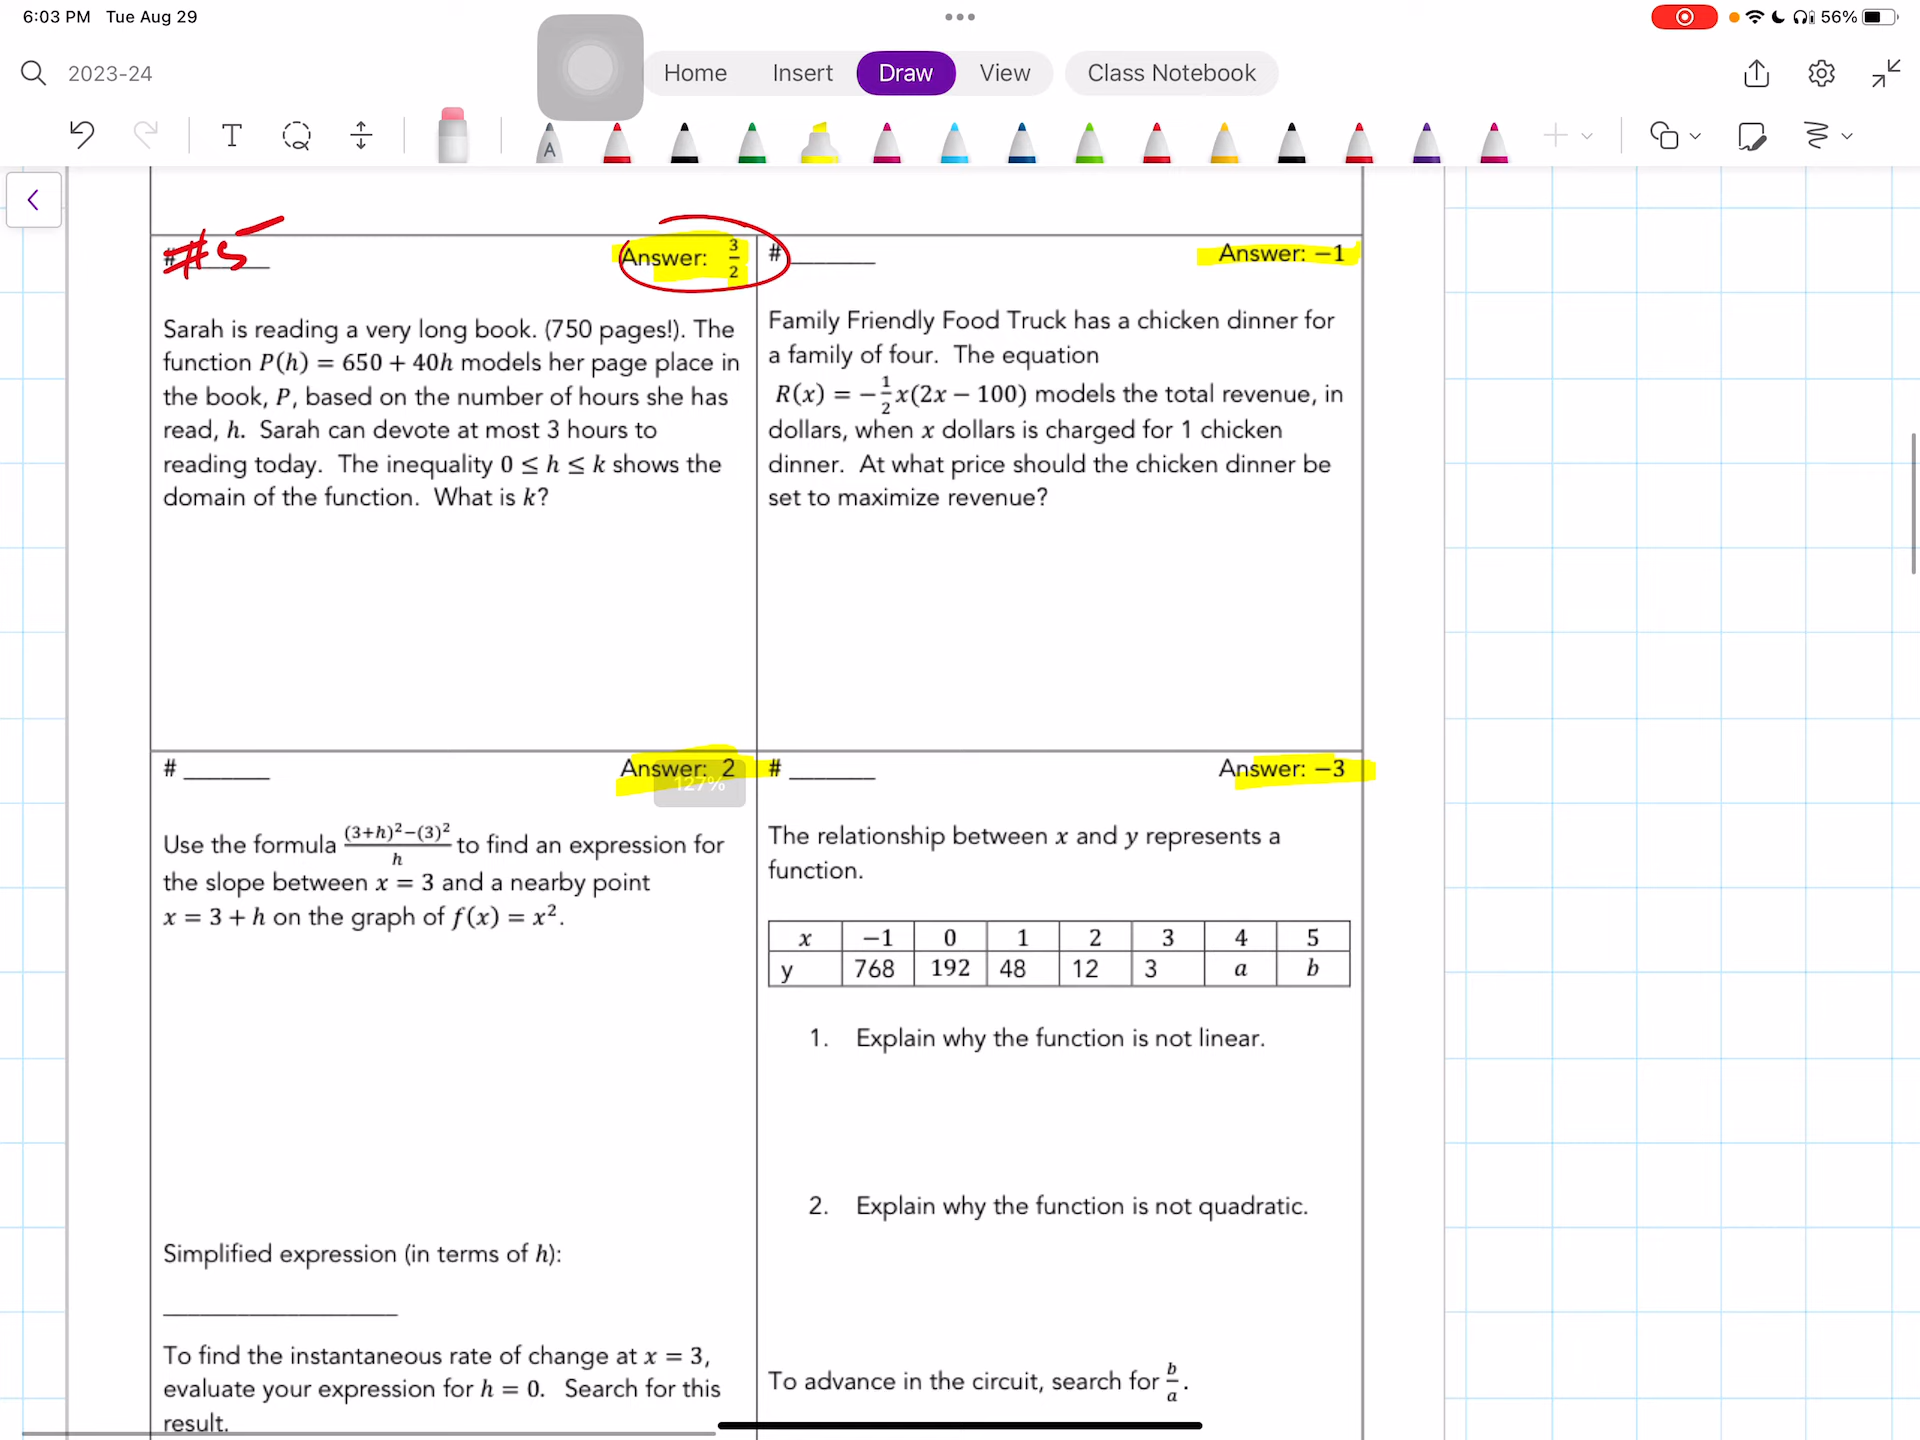 6:03 PM Tue Aug 29
56%
2023-24
Home Insert Draw View Class Notebook
T
A
#5
# ______ Answer: 3/2
Sarah is reading a very long book. (750 pages!). The
function P(h) = 650 + 40h models her page place in
the book, P, based on the number of hours she has
read, h. Sarah can devote at most 3 hours to
reading today. The inequality 0 ≤ h ≤ k shows the
domain of the function. What is k?
# ______ Answer: −1
Family Friendly Food Truck has a chicken dinner for
a family of four. The equation
R(x) = −1/2 x(2x − 100) models the total revenue, in
dollars, when x dollars is charged for 1 chicken
dinner. At what price should the chicken dinner be
set to maximize revenue?
# ______ Answer: 2
127%
Use the formula ((3+h)²−(3)²)/h to find an expression for
the slope between x = 3 and a nearby point
x = 3 + h on the graph of f(x) = x².
Simplified expression (in terms of h):
To find the instantaneous rate of change at x = 3,
evaluate your expression for h = 0. Search for this
result.
# ______ Answer: −3
The relationship between x and y represents a
function.
x −1 0 1 2 3 4 5
y 768 192 48 12 3 a b
1. Explain why the function is not linear.
2. Explain why the function is not quadratic.
To advance in the circuit, search for b/a.